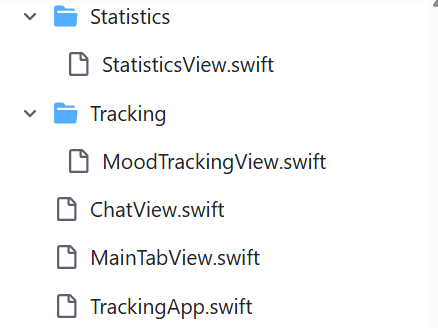 Statistics
StatisticsView.swift
Tracking
MoodTrackingView.swift
ChatView.swift
MainTabView.swift
TrackingApp.swift